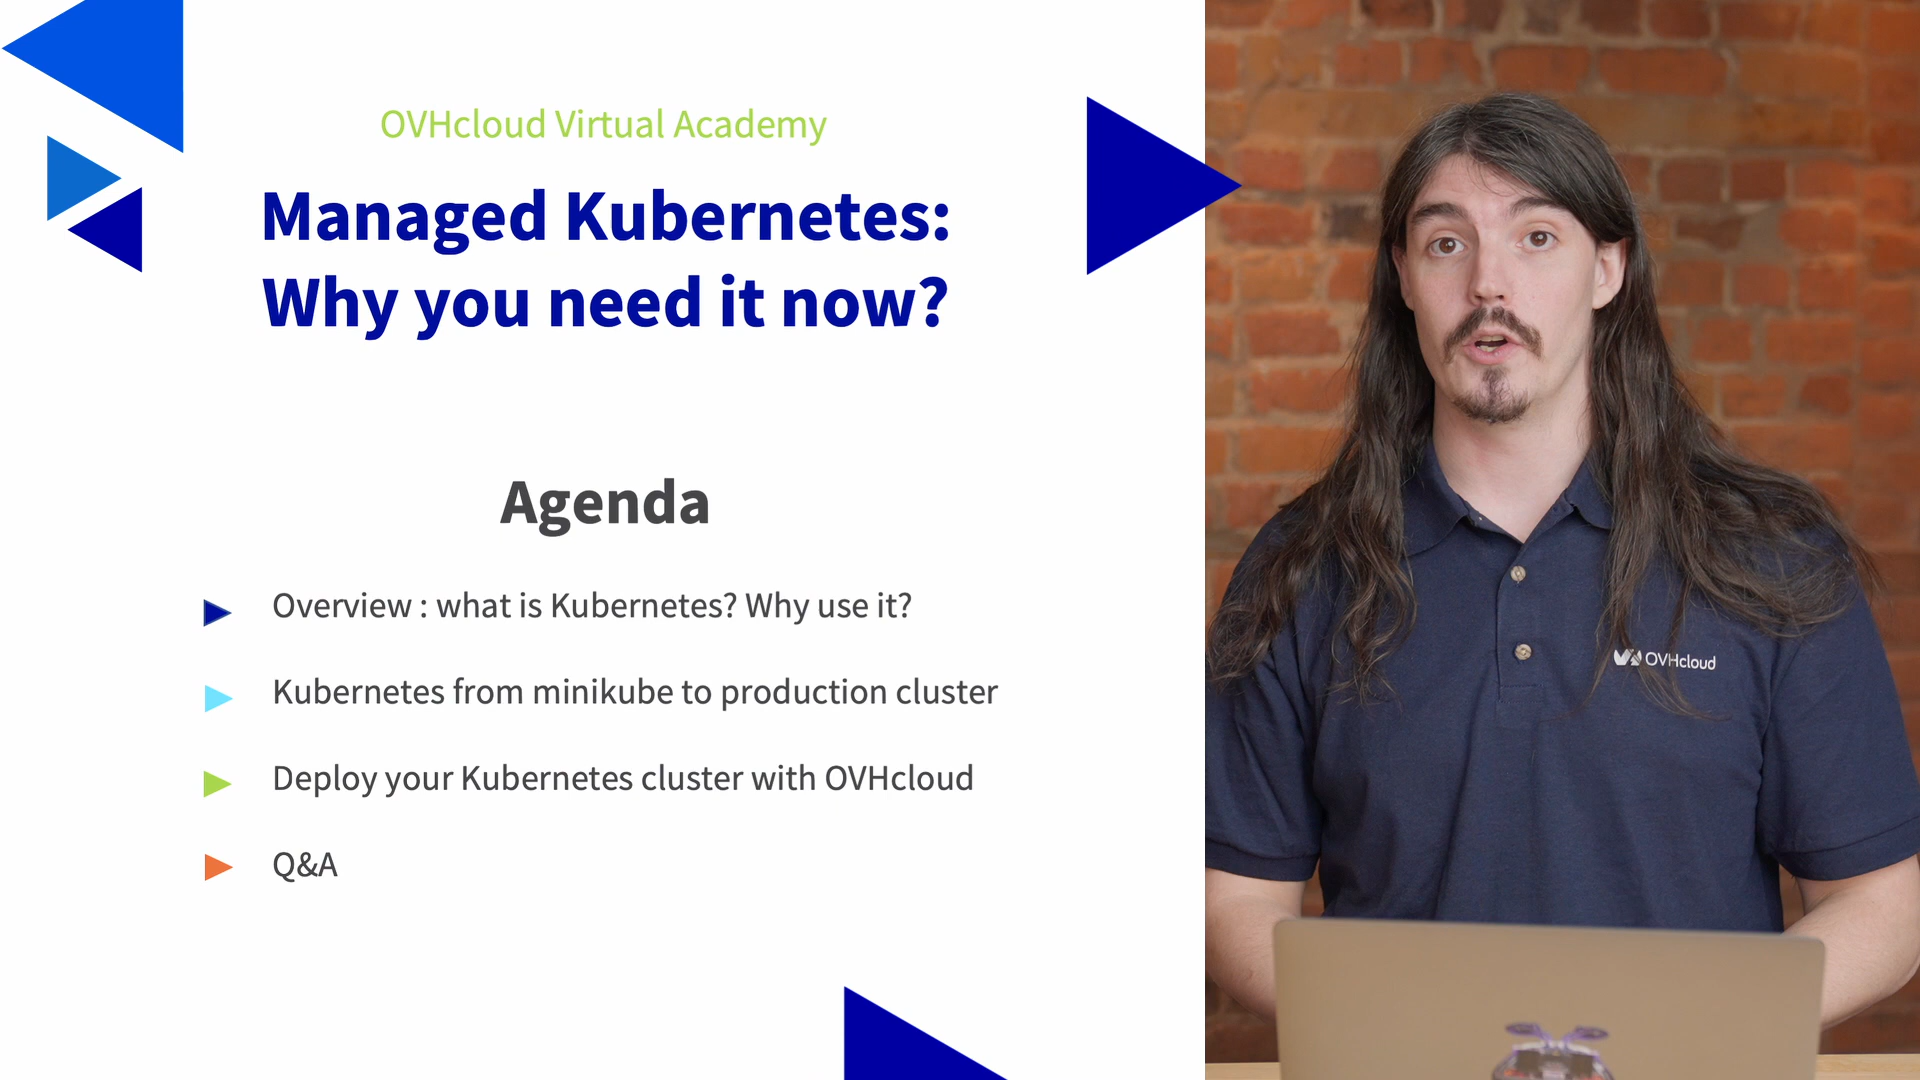 OVHcloud Virtual Academy
Managed Kubernetes:
Why you need it now?
Agenda
Overview : what is Kubernetes? Why use it?
Kubernetes from minikube to production cluster
Deploy your Kubernetes cluster with OVHcloud
Q&A
OVHcloud